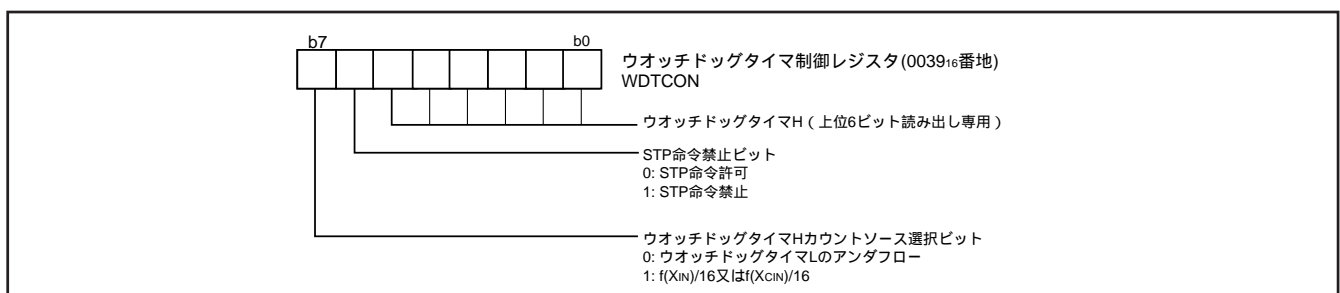 b7 b0
ウオッチドッグタイマ制御レジスタ(0039₁₆番地)
WDTCON
ウオッチドッグタイマH（上位6ビット読み出し専用）
STP命令禁止ビット
0: STP命令許可
1: STP命令禁止
ウオッチドッグタイマHカウントソース選択ビット
0: ウオッチドッグタイマLのアンダフロー
1: f(XIN)/16又はf(XCIN)/16